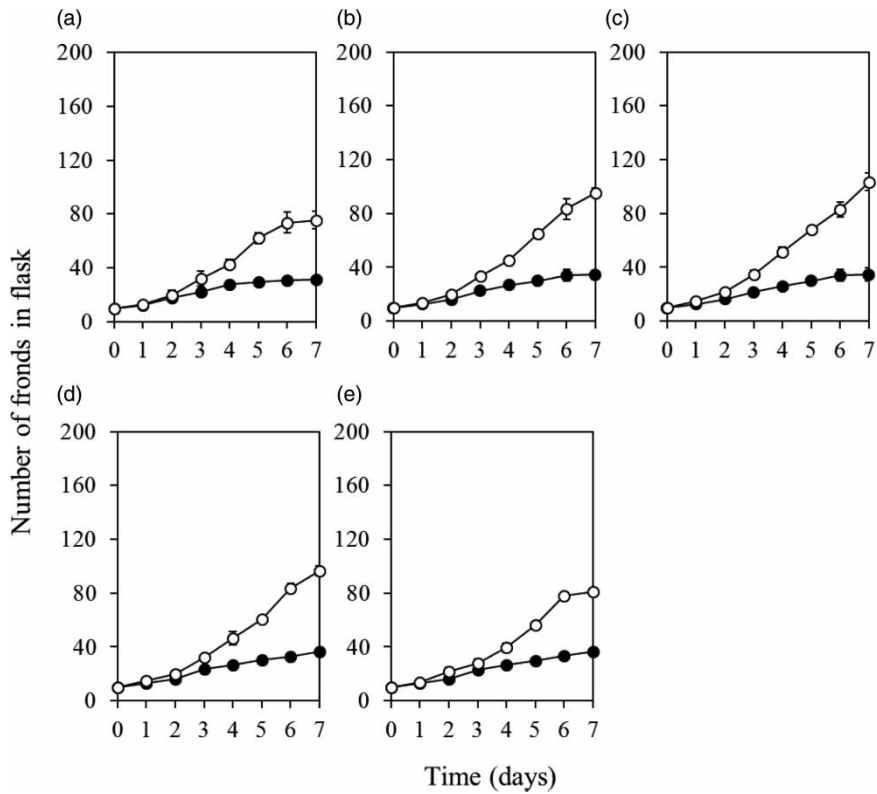 (a) (b) (c)
200 200 200
160 160 160
120 120 120
80 80 80
40 40 40
0 0 0
0 1 2 3 4 5 6 7 0 1 2 3 4 5 6 7 0 1 2 3 4 5 6 7
(d) (e)
200 200
160 160
120 120
80 80
40 40
0 0
0 1 2 3 4 5 6 7 0 1 2 3 4 5 6 7
Number of fronds in flask
Time (days)